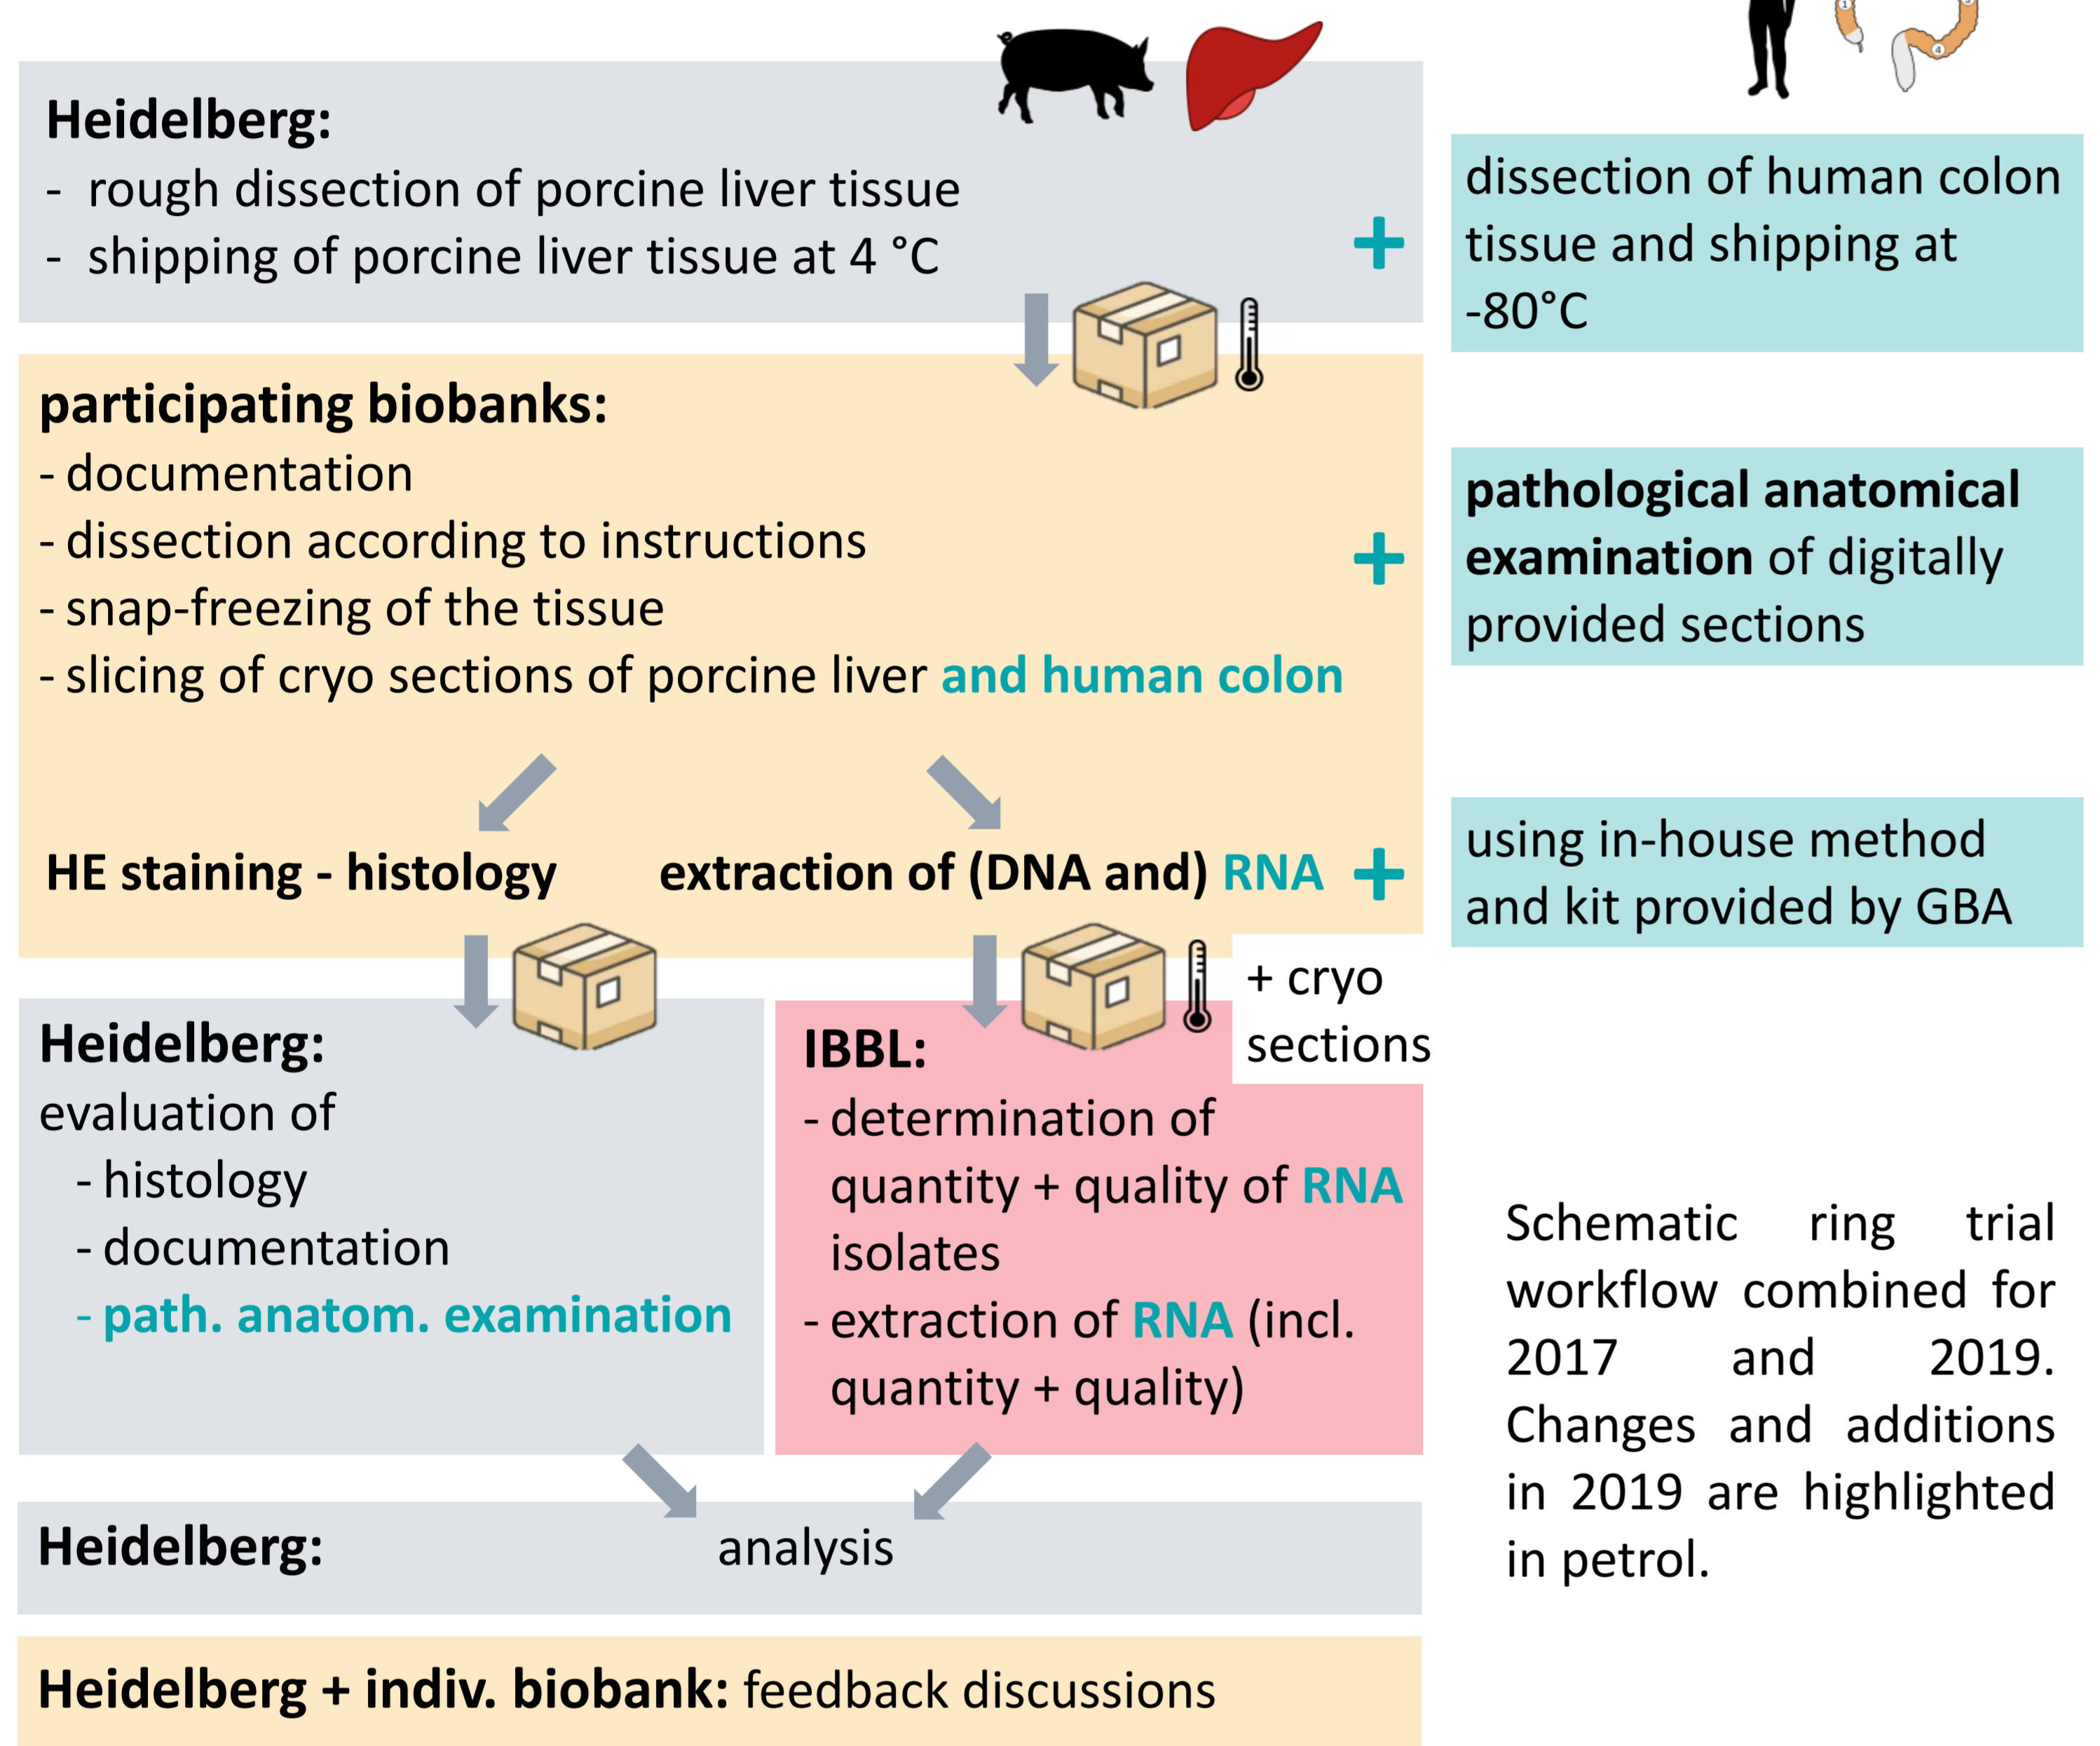 Heidelberg:
- rough dissection of porcine liver tissue
- shipping of porcine liver tissue at 4 °C
+
dissection of human colon
tissue and shipping at
-80°C
participating biobanks:
- documentation
- dissection according to instructions
- snap-freezing of the tissue
- slicing of cryo sections of porcine liver and human colon
+
pathological anatomical
examination of digitally
provided sections
HE staining - histology
extraction of (DNA and) RNA +
using in-house method
and kit provided by GBA
+ cryo
sections
Heidelberg:
evaluation of
- histology
- documentation
- path. anatom. examination
IBBL:
- determination of
quantity + quality of RNA
isolates
- extraction of RNA (incl.
quantity + quality)
Heidelberg:
analysis
Heidelberg + indiv. biobank: feedback discussions
Schematic ring trial
workflow combined for
2017 and 2019.
Changes and additions
in 2019 are highlighted
in petrol.